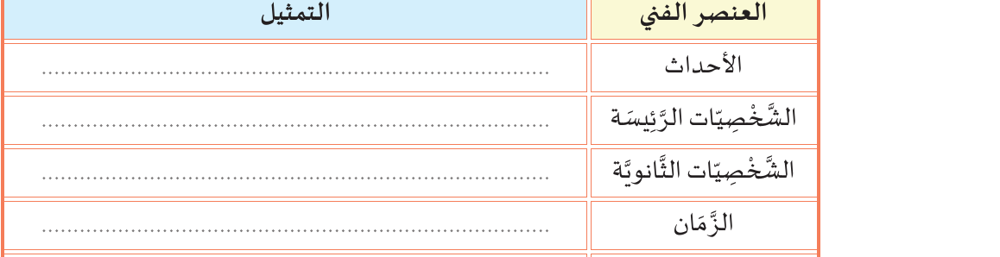 العنصر الفني التمثيل
الأحداث ................................................................................
الشَّخْصِيّات الرَّئِيسَة ................................................................................
الشَّخْصِيّات الثَّانويَّة ................................................................................
الزَّمَان ................................................................................